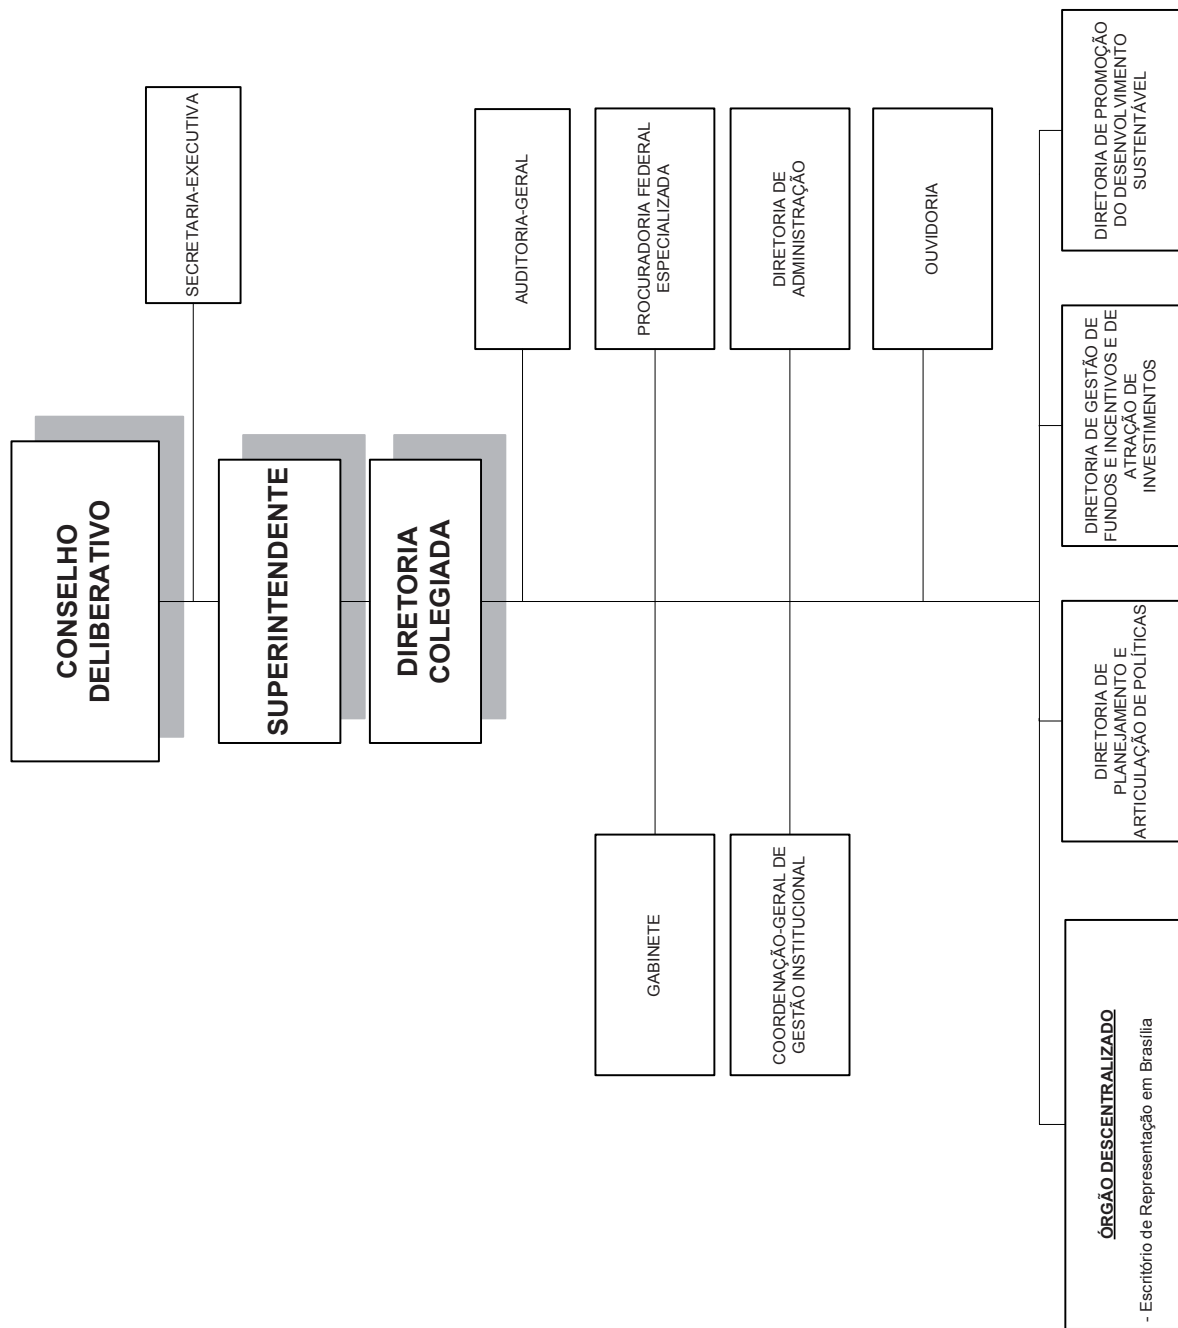 CONSELHO
DELIBERATIVO
SECRETARIA-EXECUTIVA
SUPERINTENDENTE
DIRETORIA
COLEGIADA
AUDITORIA-GERAL
GABINETE
PROCURADORIA FEDERAL
ESPECIALIZADA
COORDENAÇÃO-GERAL DE
GESTÃO INSTITUCIONAL
DIRETORIA DE
ADMINISTRAÇÃO
OUVIDORIA
ÓRGÃO DESCENTRALIZADO
- Escritório de Representação em Brasília
DIRETORIA DE
PLANEJAMENTO E
ARTICULAÇÃO DE POLÍTICAS
DIRETORIA DE GESTÃO DE
FUNDOS E INCENTIVOS E DE
ATRAÇÃO DE
INVESTIMENTOS
DIRETORIA DE PROMOÇÃO
DO DESENVOLVIMENTO
SUSTENTÁVEL